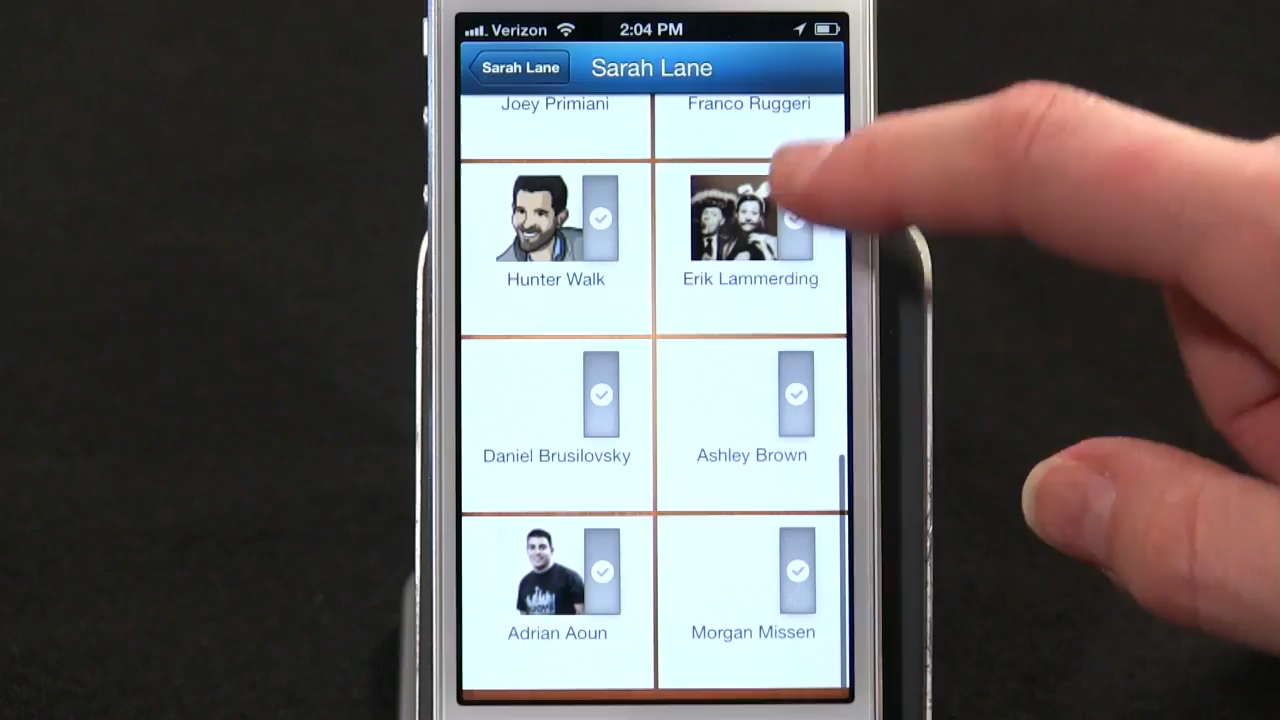 Verizon 2:04 PM
Sarah Lane Sarah Lane
Joey Primiani Franco Ruggeri
Hunter Walk Erik Lammerding
Daniel Brusilovsky Ashley Brown
Adrian Aoun Morgan Missen